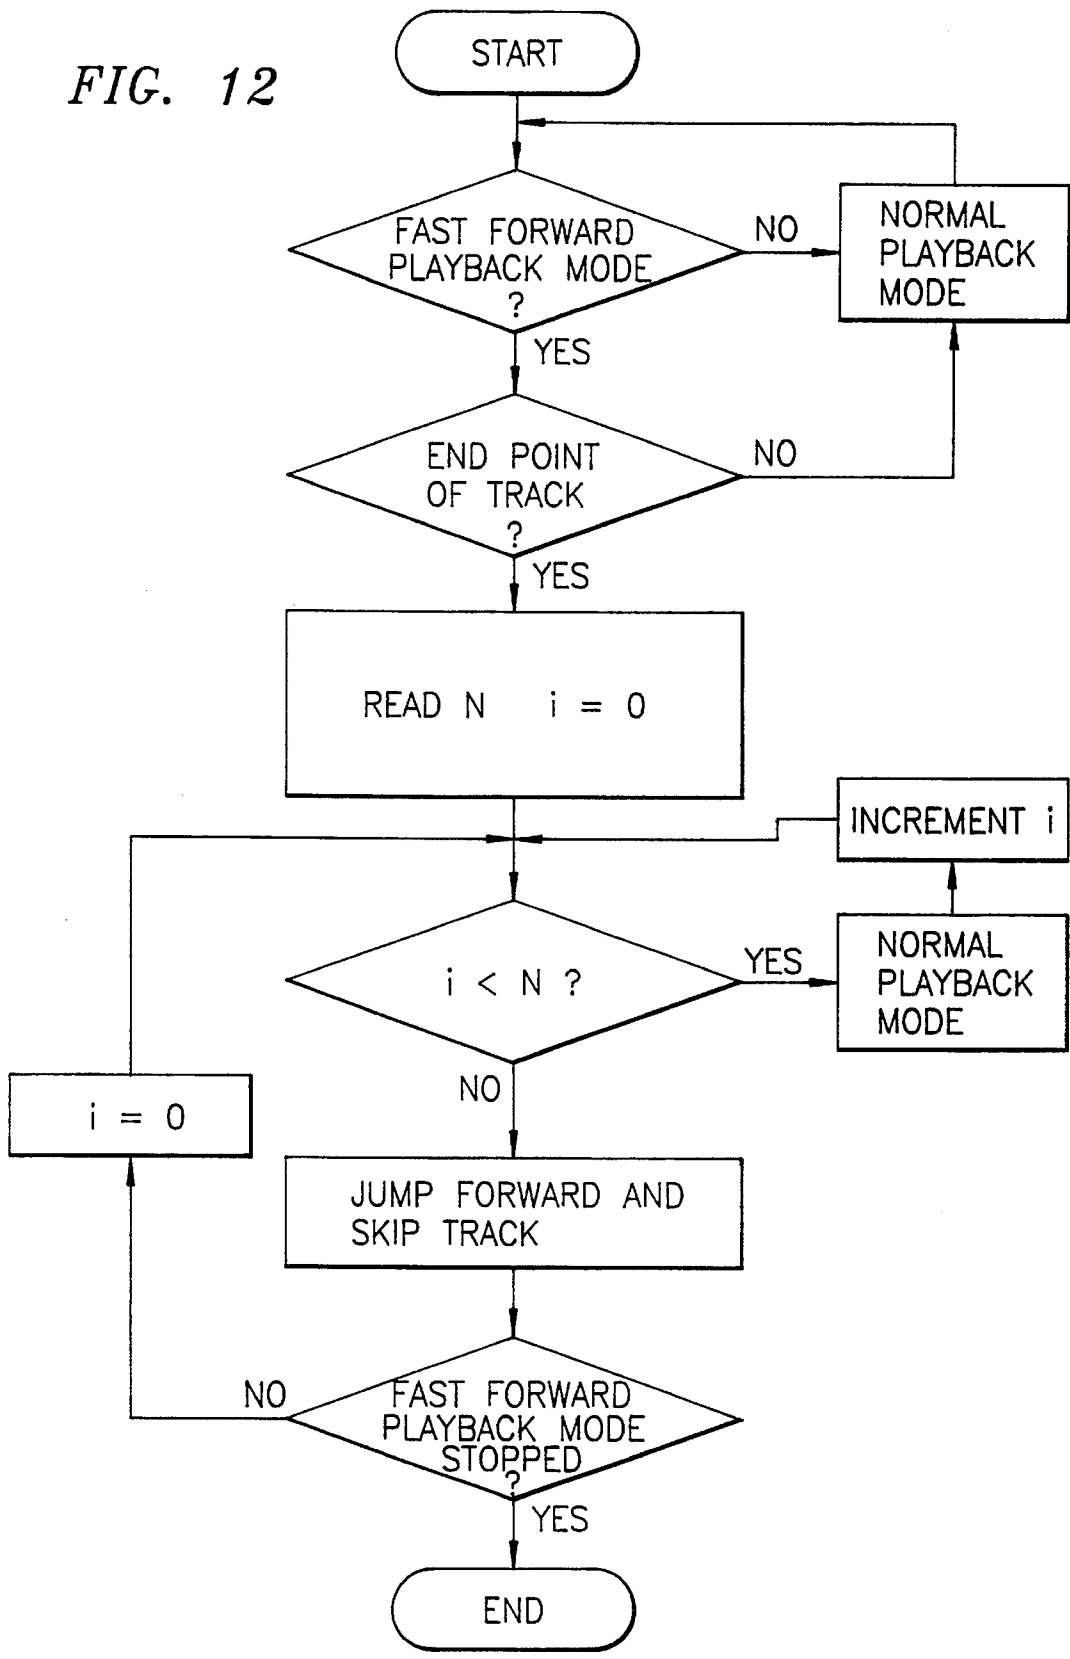 FIG. 12
START
FAST FORWARD
PLAYBACK MODE
?
NO
NORMAL
PLAYBACK
MODE
YES
END POINT
OF TRACK
?
NO
YES
READ N i = 0
INCREMENT i
i < N ?
YES
NORMAL
PLAYBACK
MODE
NO
i = 0
JUMP FORWARD AND
SKIP TRACK
NO
FAST FORWARD
PLAYBACK MODE
STOPPED
?
YES
END